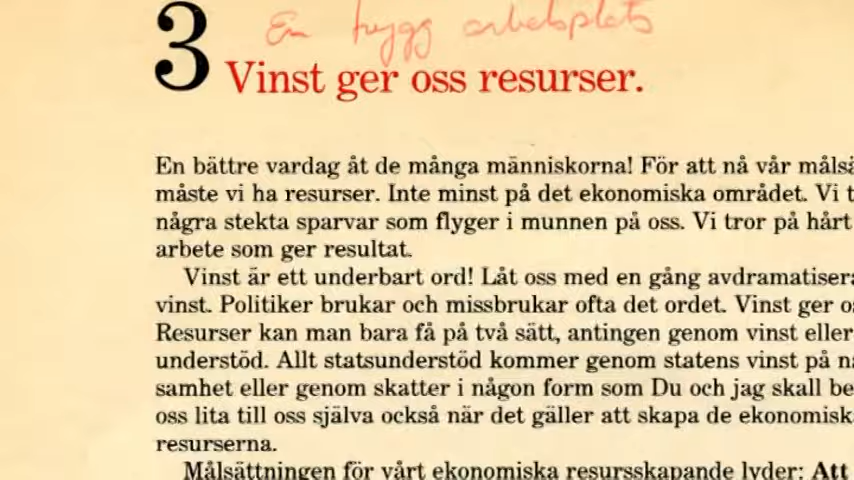 En trygg arbetsplats
3 Vinst ger oss resurser.
En bättre vardag åt de många människorna! För att nå vår målsä
måste vi ha resurser. Inte minst på det ekonomiska området. Vi t
några stekta sparvar som flyger i munnen på oss. Vi tror på hårt
arbete som ger resultat.
Vinst är ett underbart ord! Låt oss med en gång avdramatisera
vinst. Politiker brukar och missbrukar ofta det ordet. Vinst ger o
Resurser kan man bara få på två sätt, antingen genom vinst eller
understöd. Allt statsunderstöd kommer genom statens vinst på n
samhet eller genom skatter i någon form som Du och jag skall be
oss lita till oss själva också när det gäller att skapa de ekonomisk
resurserna.
Målsättningen för vårt ekonomiska resursskapande lyder: Att